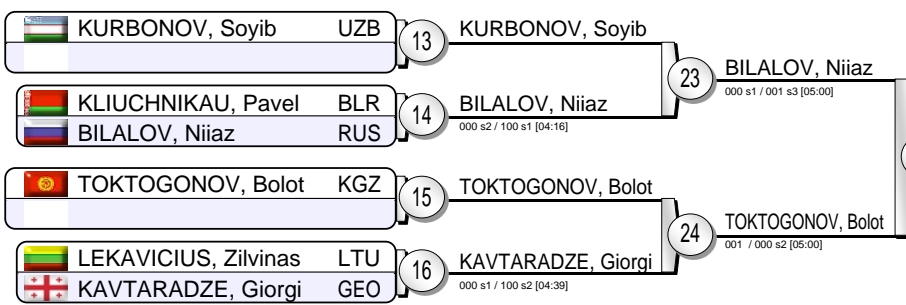 KURBONOV, Soyib UZB
13
KURBONOV, Soyib
23
BILALOV, Niiaz
000 s1 / 001 s3 [05:00]
KLIUCHNIKAU, Pavel BLR
BILALOV, Niiaz RUS
14
BILALOV, Niiaz
000 s2 / 100 s1 [04:16]
TOKTOGONOV, Bolot KGZ
15
TOKTOGONOV, Bolot
24
TOKTOGONOV, Bolot
001 / 000 s2 [05:00]
LEKAVICIUS, Zilvinas LTU
KAVTARADZE, Giorgi GEO
16
KAVTARADZE, Giorgi
000 s1 / 100 s2 [04:39]